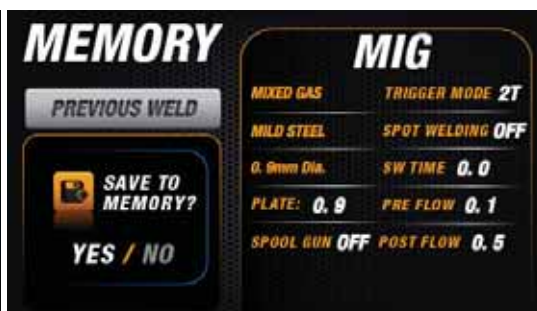 MEMORY
PREVIOUS WELD
SAVE TO
MEMORY?
YES / NO
MIG
MIXED GAS
TRIGGER MODE 2T
MILD STEEL
SPOT WELDING OFF
0.9mm Dia.
SW TIME 0.0
PLATE: 0.9
PRE FLOW 0.1
SPOOL GUN OFF
POST FLOW 0.5